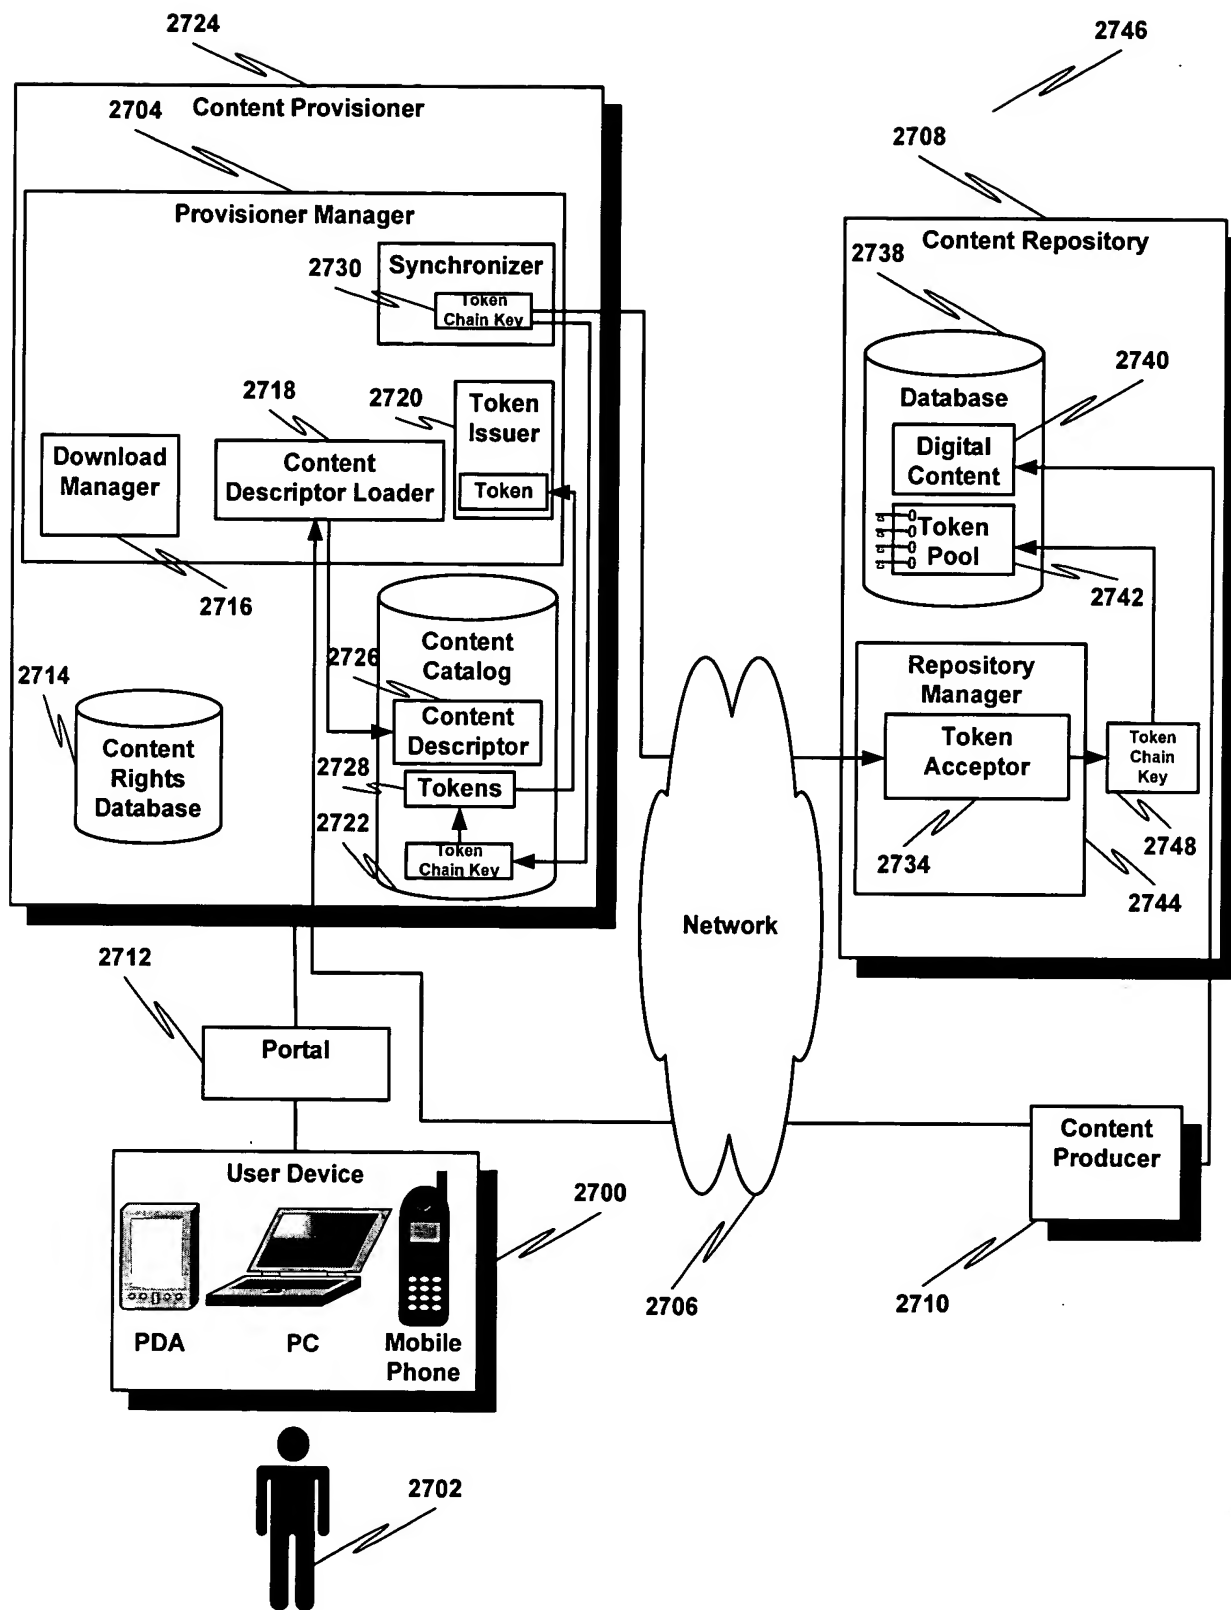 2724
2746
Content Provisioner
2704
2708
Provisioner Manager
Content Repository
2730
Synchronizer
2738
Token
Chain Key
2718
2720
2740
Token
Issuer
Database
Download
Manager
Content
Descriptor Loader
Token
Digital
Content
Token
Pool
2716
2742
2714
2726
Content
Catalog
Repository
Manager
Content
Rights
Database
Content
Descriptor
Token
Acceptor
Token
Chain
Key
2728
Tokens
2722
Token
Chain Key
2734
2748
2744
Network
2712
Portal
Content
Producer
User Device
2700
2706
2710
PDA
PC
Mobile
Phone
2702